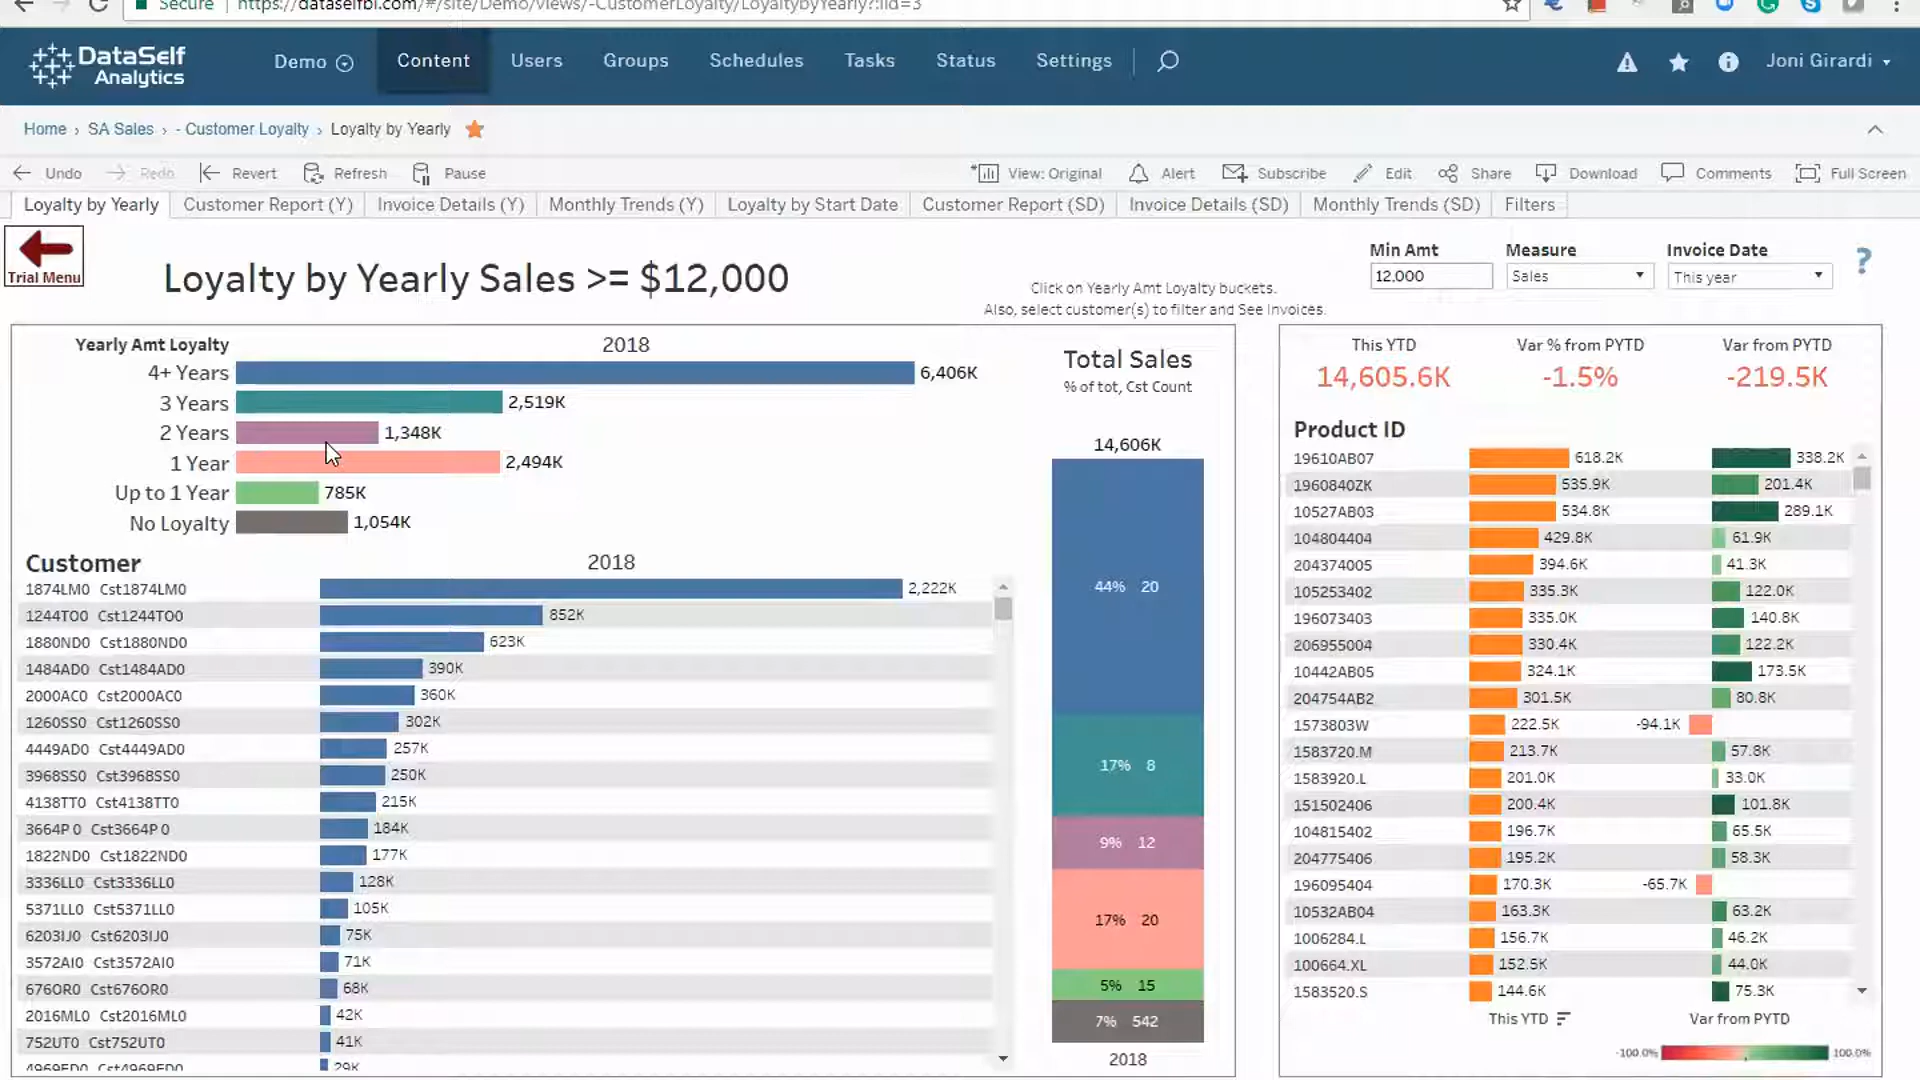 Secure https://dataselfbi.com/#/site/Demo/views/-CustomerLoyalty/LoyaltybyYearly?:iid=3
DataSelf Analytics
Demo Content Users Groups Schedules Tasks Status Settings Joni Girardi
Home › SA Sales › - Customer Loyalty › Loyalty by Yearly
Undo Redo Revert Refresh Pause View: Original Alert Subscribe Edit Share Download Comments Full Screen
Loyalty by Yearly Customer Report (Y) Invoice Details (Y) Monthly Trends (Y) Loyalty by Start Date Customer Report (SD) Invoice Details (SD) Monthly Trends (SD) Filters
Trial Menu
Loyalty by Yearly Sales >= $12,000
Click on Yearly Amt Loyalty buckets.
Also, select customer(s) to filter and See Invoices.
Min Amt Measure Invoice Date ?
12,000 Sales This year
Yearly Amt Loyalty 2018
4+ Years 6,406K
3 Years 2,519K
2 Years 1,348K
1 Year 2,494K
Up to 1 Year 785K
No Loyalty 1,054K
Customer 2018
1874LM0 Cst1874LM0 2,222K
1244TO0 Cst1244TO0 852K
1880ND0 Cst1880ND0 623K
1484AD0 Cst1484AD0 390K
2000AC0 Cst2000AC0 360K
1260SS0 Cst1260SS0 302K
4449AD0 Cst4449AD0 257K
3968SS0 Cst3968SS0 250K
4138TT0 Cst4138TT0 215K
3664P 0 Cst3664P 0 184K
1822ND0 Cst1822ND0 177K
3336LL0 Cst3336LL0 128K
5371LL0 Cst5371LL0 105K
6203IJ0 Cst6203IJ0 75K
3572AI0 Cst3572AI0 71K
676OR0 Cst676OR0 68K
2016ML0 Cst2016ML0 42K
752UT0 Cst752UT0 41K
29K
Total Sales
% of tot, Cst Count
14,606K
44% 20
17% 8
9% 12
17% 20
5% 15
7% 542
2018
This YTD Var % from PYTD Var from PYTD
14,605.6K -1.5% -219.5K
Product ID
19610AB07 618.2K 338.2K
1960840ZK 535.9K 201.4K
10527AB03 534.8K 289.1K
104804404 429.8K 61.9K
204374005 394.6K 41.3K
105253402 335.3K 122.0K
196073403 335.0K 140.8K
206955004 330.4K 122.2K
10442AB05 324.1K 173.5K
204754AB2 301.5K 80.8K
1573803W 222.5K -94.1K
1583720.M 213.7K 57.8K
1583920.L 201.0K 33.0K
151502406 200.4K 101.8K
104815402 196.7K 65.5K
204775406 195.2K 58.3K
196095404 170.3K -65.7K
10532AB04 163.3K 63.2K
1006284.L 156.7K 46.2K
100664.XL 152.5K 44.0K
1583520.S 144.6K 75.3K
This YTD Var from PYTD
-100.0% 100.0%